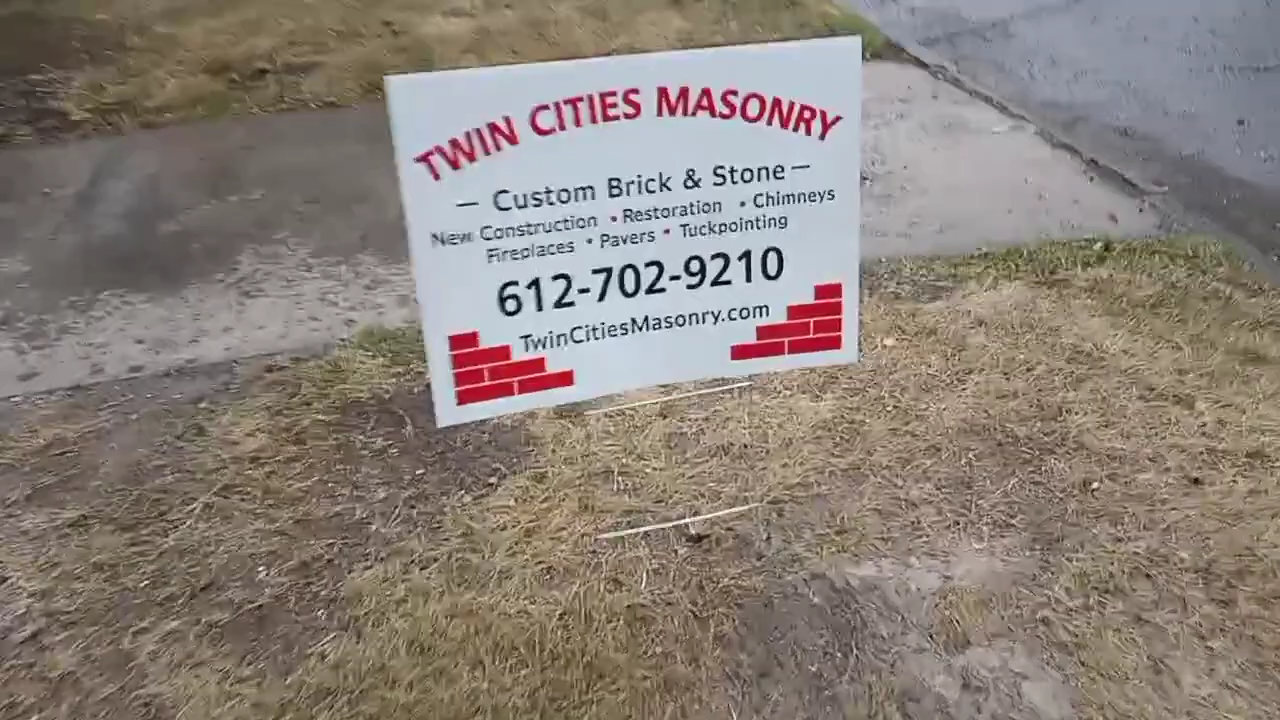 TWIN CITIES MASONRY
— Custom Brick & Stone —
New Construction • Restoration • Chimneys
Fireplaces • Pavers • Tuckpointing
612-702-9210
TwinCitiesMasonry.com